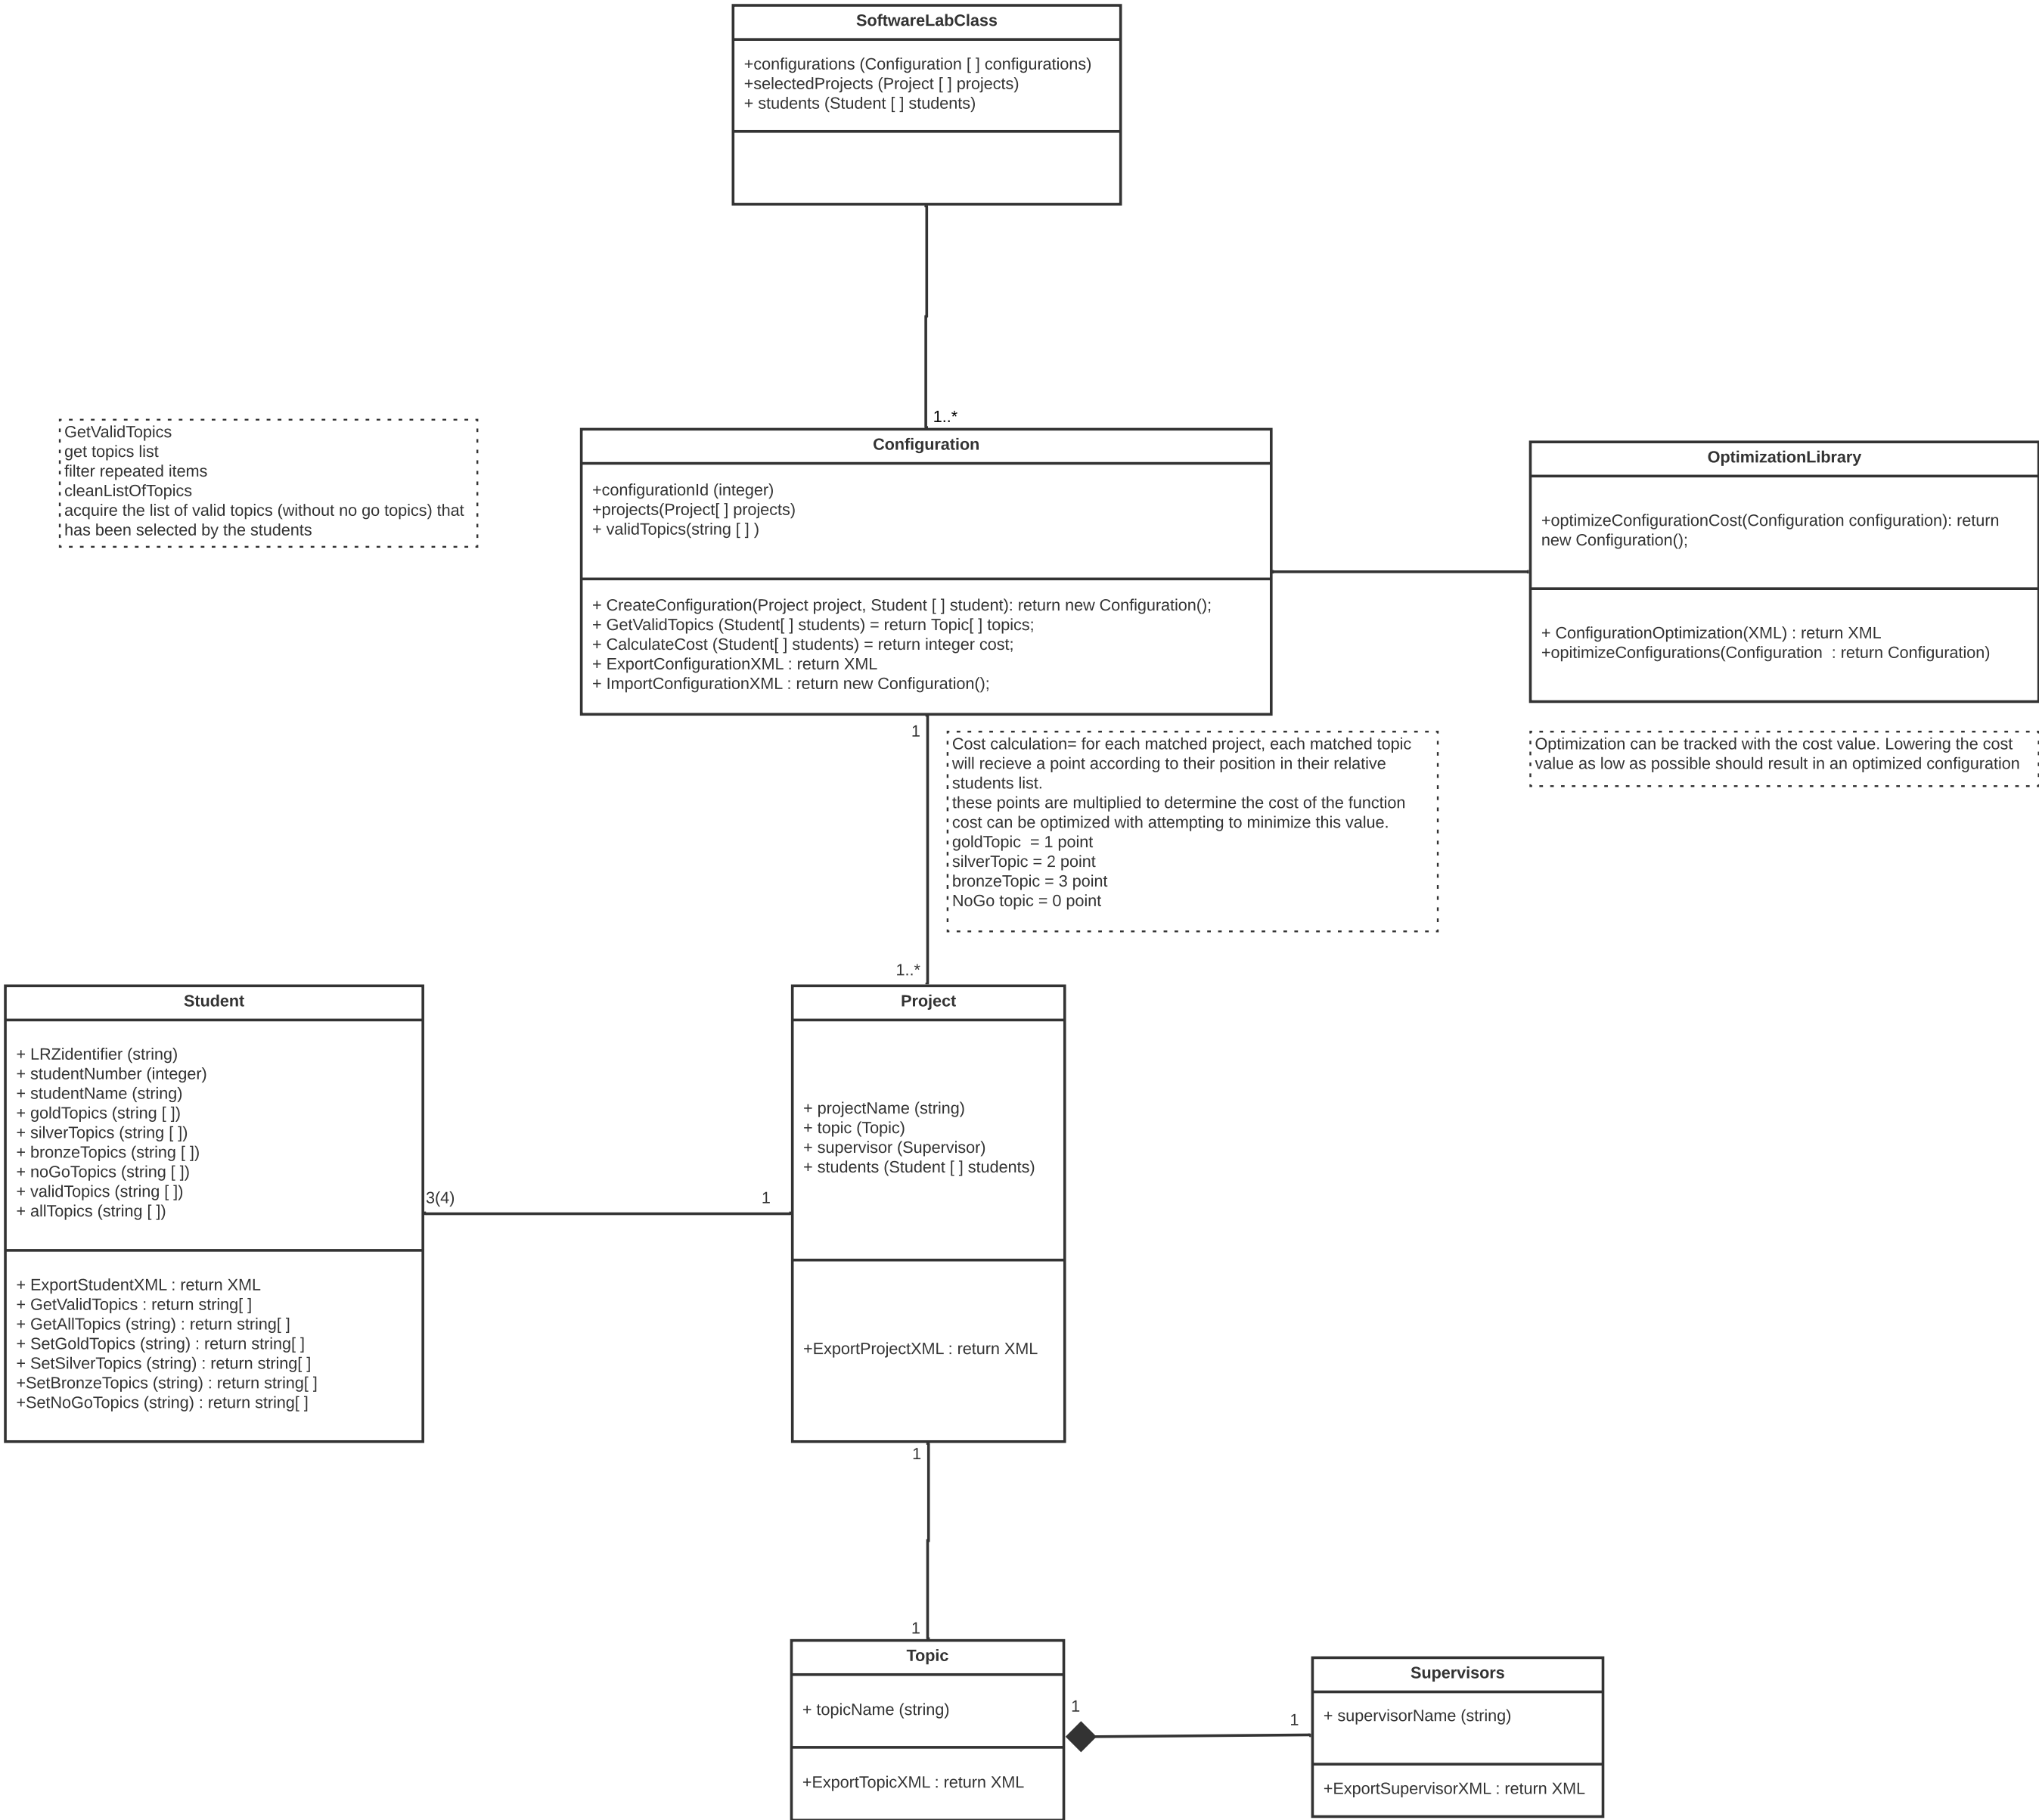 SoftwareLabClass
+configurations (Configuration [ ] configurations)
+selectedProjects (Project [ ] projects)
+ students (Student [ ] students)
1..*
GetValidTopics
get topics list
filter repeated items
cleanListOfTopics
acquire the list of valid topics (without no go topics) that
has been selected by the students
Configuration
+configurationId (integer)
+projects(Project[ ] projects)
+ validTopics(string [ ] )
+ CreateConfiguration(Project project, Student [ ] student): return new Configuration();
+ GetValidTopics (Student[ ] students) = return Topic[ ] topics;
+ CalculateCost (Student[ ] students) = return integer cost;
+ ExportConfigurationXML : return XML
+ ImportConfigurationXML : return new Configuration();
OptimizationLibrary
+optimizeConfigurationCost(Configuration configuration): return
new Configuration();
+ ConfigurationOptimization(XML) : return XML
+opitimizeConfigurations(Configuration  : return Configuration)
1
Cost calculation= for each matched project, each matched topic
will recieve a point according to their position in their relative
students list.
these points are multiplied to determine the cost of the function
cost can be optimized with attempting to minimize this value.
goldTopic  = 1 point
silverTopic = 2 point
bronzeTopic = 3 point
NoGo topic = 0 point
Optimization can be tracked with the cost value. Lowering the cost
value as low as possible should result in an optimized configuration
1..*
Student
+ LRZidentifier (string)
+ studentNumber (integer)
+ studentName (string)
+ goldTopics (string [ ])
+ silverTopics (string [ ])
+ bronzeTopics (string [ ])
+ noGoTopics (string [ ])
+ validTopics (string [ ])
+ allTopics (string [ ])
+ ExportStudentXML : return XML
+ GetValidTopics : return string[ ]
+ GetAllTopics (string) : return string[ ]
+ SetGoldTopics (string) : return string[ ]
+ SetSilverTopics (string) : return string[ ]
+SetBronzeTopics (string) : return string[ ]
+SetNoGoTopics (string) : return string[ ]
3(4)
1
Project
+ projectName (string)
+ topic (Topic)
+ supervisor (Supervisor)
+ students (Student [ ] students)
+ExportProjectXML : return XML
1
1
Topic
+ topicName (string)
+ExportTopicXML : return XML
1
1
Supervisors
+ supervisorName (string)
+ExportSupervisorXML : return XML